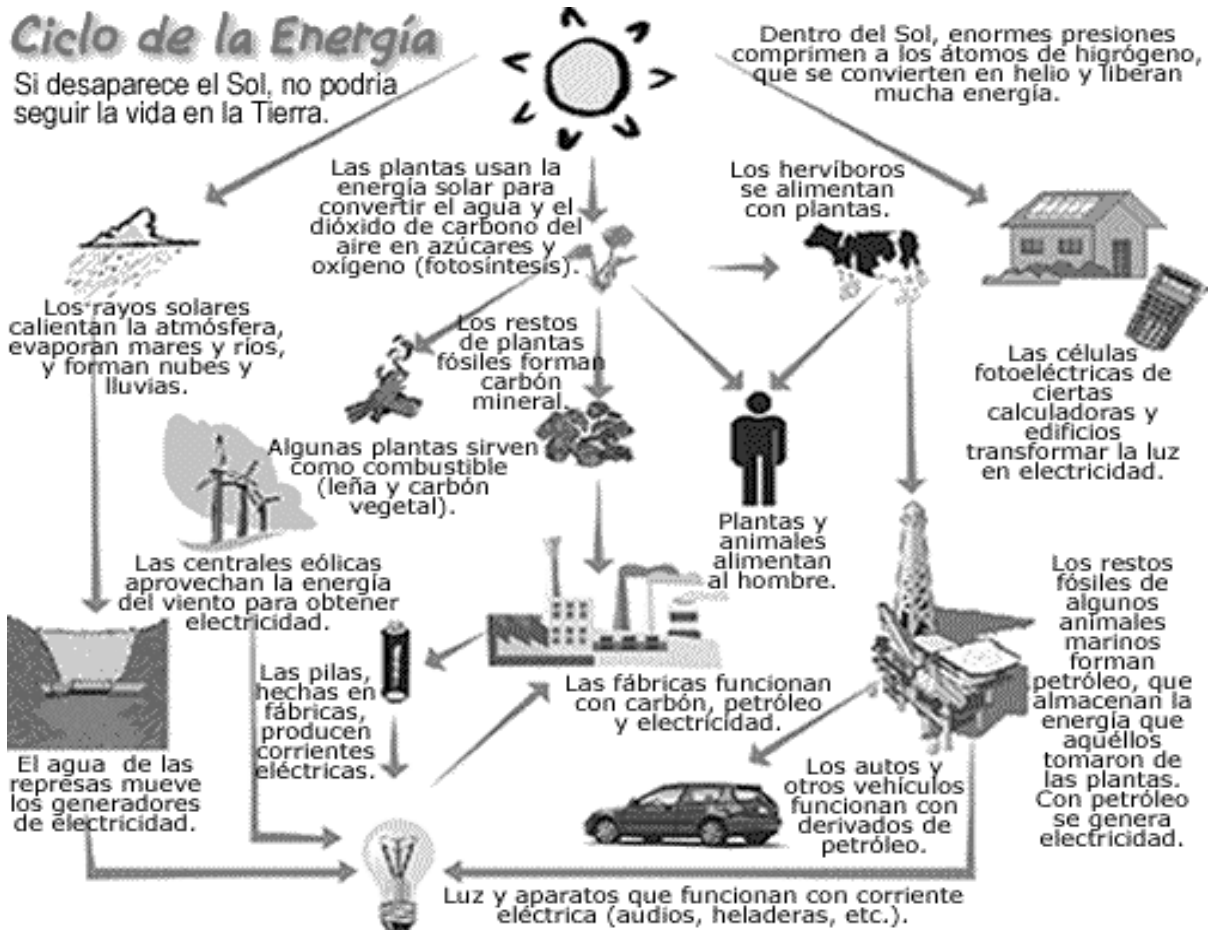 Ciclo de la Energía
Si desaparece el Sol, no podría
seguir la vida en la Tierra.
Dentro del Sol, enormes presiones
comprimen a los átomos de higrógeno,
que se convierten en helio y liberan
mucha energía.
Las plantas usan la
energía solar para
convertir el agua y el
dióxido de carbono del
aire en azúcares y
oxígeno (fotosíntesis).
Los hervíboros
se alimentan
con plantas.
Los rayos solares
calientan la atmósfera,
evaporan mares y ríos,
y forman nubes y
lluvias.
Los restos
de plantas
fósiles forman
carbón
mineral.
Las células
fotoeléctricas de
ciertas
calculadoras y
edificios
transformar la luz
en electricidad.
Algunas plantas sirven
como combustible
(leña y carbón
vegetal).
Plantas y
animales
alimentan
al hombre.
Las centrales eólicas
aprovechan la energía
del viento para obtener
electricidad.
Los restos
fósiles de
algunos
animales
marinos
forman
petróleo, que
almacenan la
energía que
aquéllos
tomaron de
las plantas.
Con petróleo
se genera
electricidad.
Las pilas,
hechas en
fábricas,
producen
corrientes
eléctricas.
Las fábricas funcionan
con carbón, petróleo
y electricidad.
El agua de las
represas mueve
los generadores
de electricidad.
Los autos y
otros vehículos
funcionan con
derivados de
petróleo.
Luz y aparatos que funcionan con corriente
eléctrica (audios, heladeras, etc.).